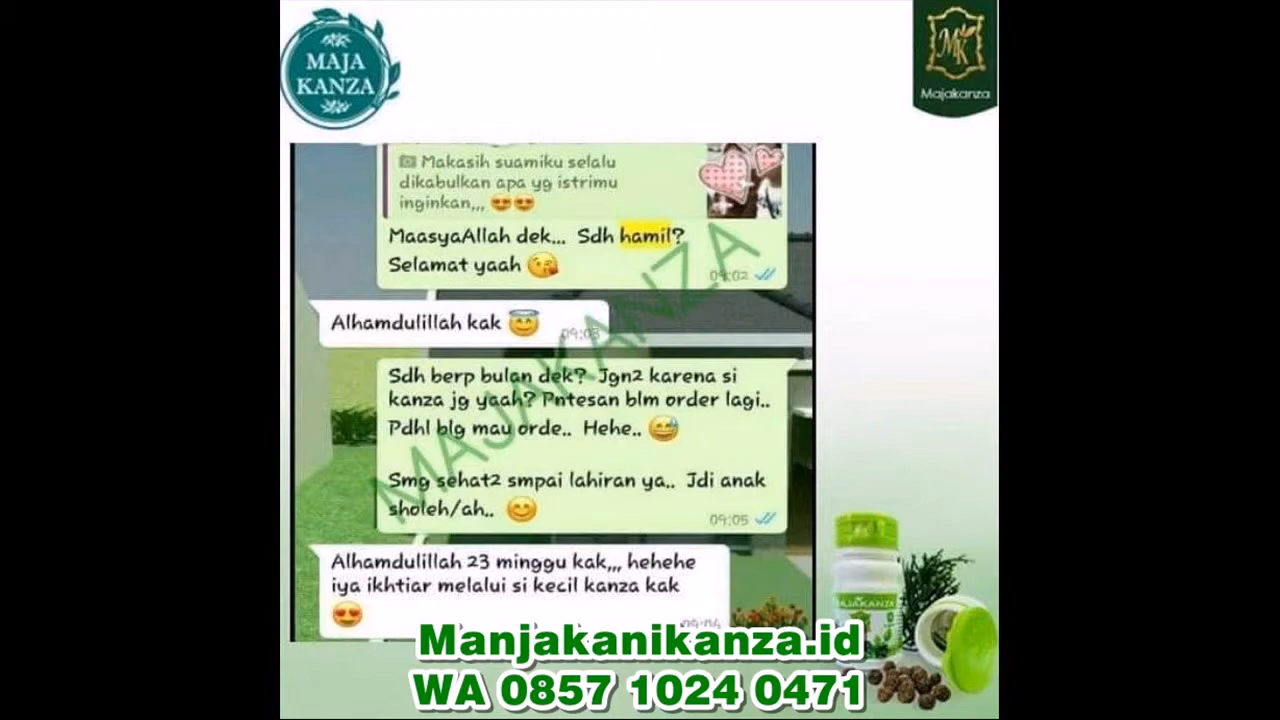 MAJA
KANZA
MK
Majakanza
Makasih suamiku selalu
dikabulkan apa yg istrimu
inginkan,,, 😍😍
MaasyaAllah dek... Sdh hamil?
Selamat yaah 😘
09:02
Alhamdulillah kak 😇
09:03
Sdh berp bulan dek? Jgn2 karena si
kanza jg yaah? Pntesan blm order lagi..
Pdhl blg mau orde.. Hehe.. 😅
Smg sehat2 smpai lahiran ya.. Jdi anak
sholeh/ah.. 😊
09:05
Alhamdulillah 23 minggu kak,,, hehehe
iya ikhtiar melalui si kecil kanza kak
😍
MAJAKANZA
MAJAKANZA
Manjakanikanza.id
WA 0857 1024 0471